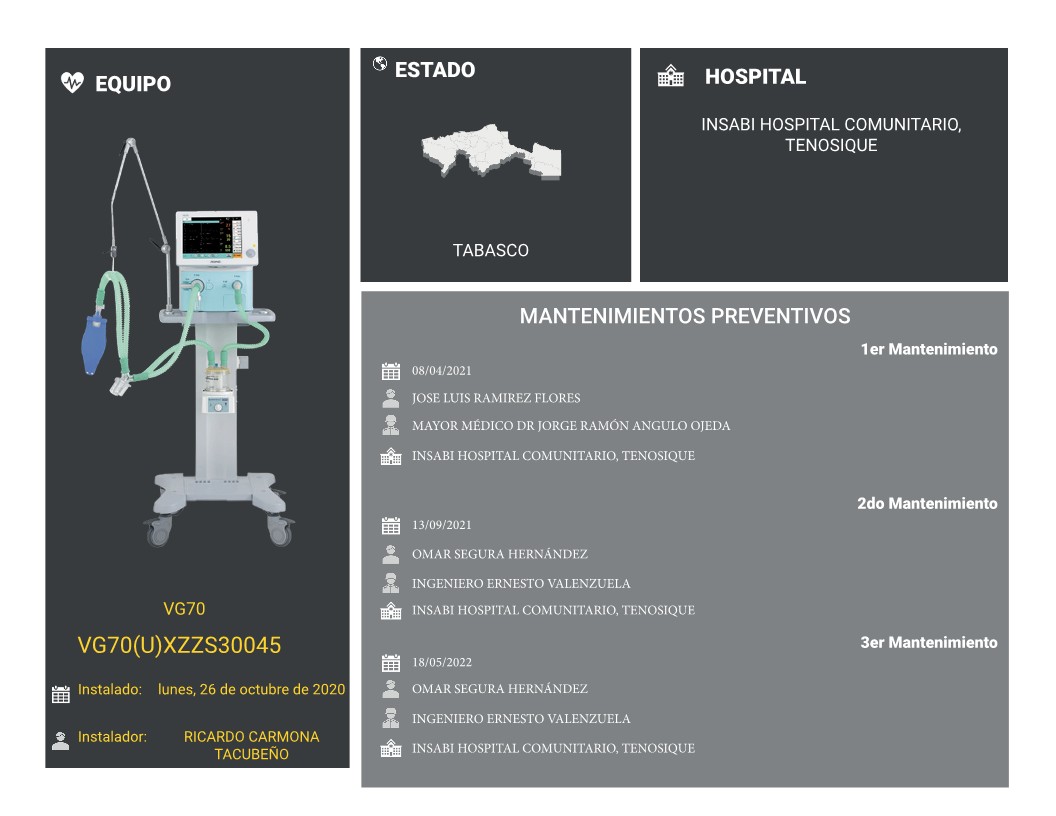 EQUIPO
VG70
VG70(U)XZZS30045
Instalado: lunes, 26 de octubre de 2020
Instalador: RICARDO CARMONA
TACUBEÑO
ESTADO
TABASCO
HOSPITAL
INSABI HOSPITAL COMUNITARIO,
TENOSIQUE
MANTENIMIENTOS PREVENTIVOS
1er Mantenimiento
08/04/2021
JOSE LUIS RAMIREZ FLORES
MAYOR MÉDICO DR JORGE RAMÓN ANGULO OJEDA
INSABI HOSPITAL COMUNITARIO, TENOSIQUE
2do Mantenimiento
13/09/2021
OMAR SEGURA HERNÁNDEZ
INGENIERO ERNESTO VALENZUELA
INSABI HOSPITAL COMUNITARIO, TENOSIQUE
3er Mantenimiento
18/05/2022
OMAR SEGURA HERNÁNDEZ
INGENIERO ERNESTO VALENZUELA
INSABI HOSPITAL COMUNITARIO, TENOSIQUE